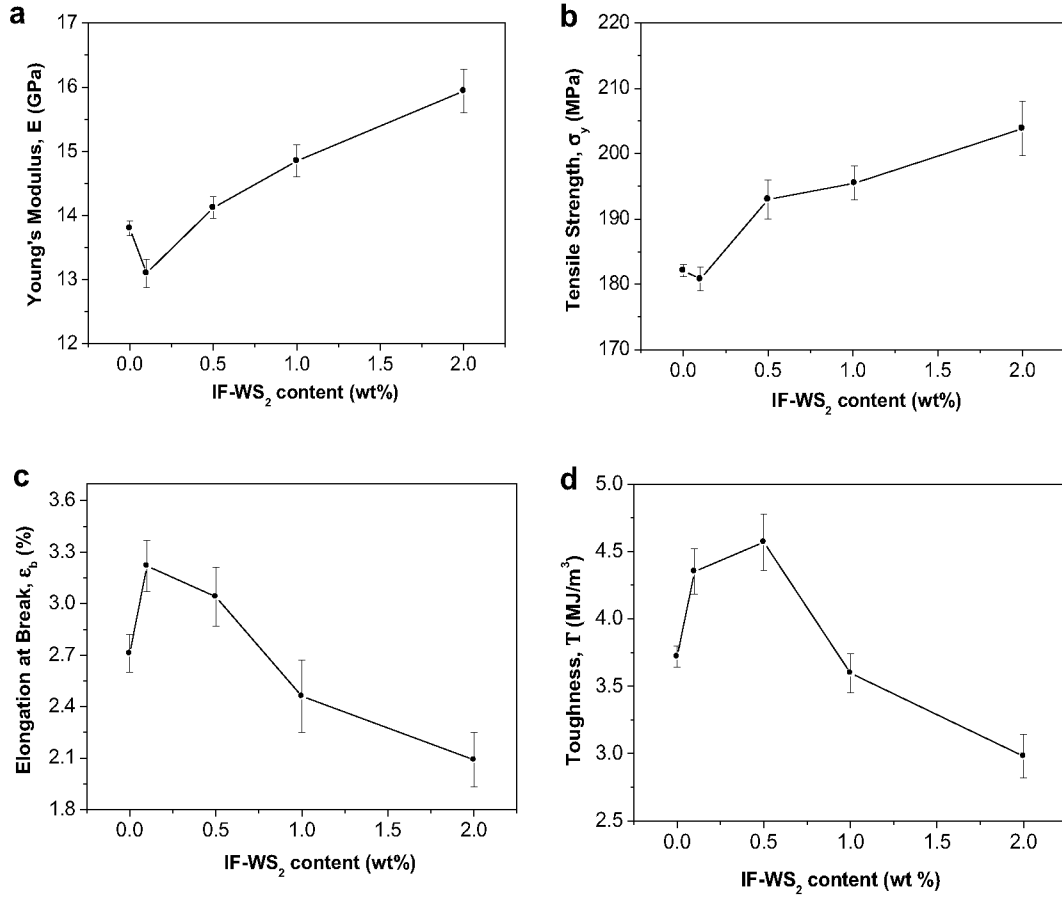 a
17
16
15
14
13
12
Young's Modulus, E (GPa)
0.0 0.5 1.0 1.5 2.0
IF-WS₂ content (wt%)
b
220
210
200
190
180
170
Tensile Strength, σ_y (MPa)
0.0 0.5 1.0 1.5 2.0
IF-WS₂ content (wt%)
c
3.6
3.3
3.0
2.7
2.4
2.1
1.8
Elongation at Break, ε_b (%)
0.0 0.5 1.0 1.5 2.0
IF-WS₂ content (wt%)
d
5.0
4.5
4.0
3.5
3.0
2.5
Toughness, T (MJ/m³)
0.0 0.5 1.0 1.5 2.0
IF-WS₂ content (wt %)